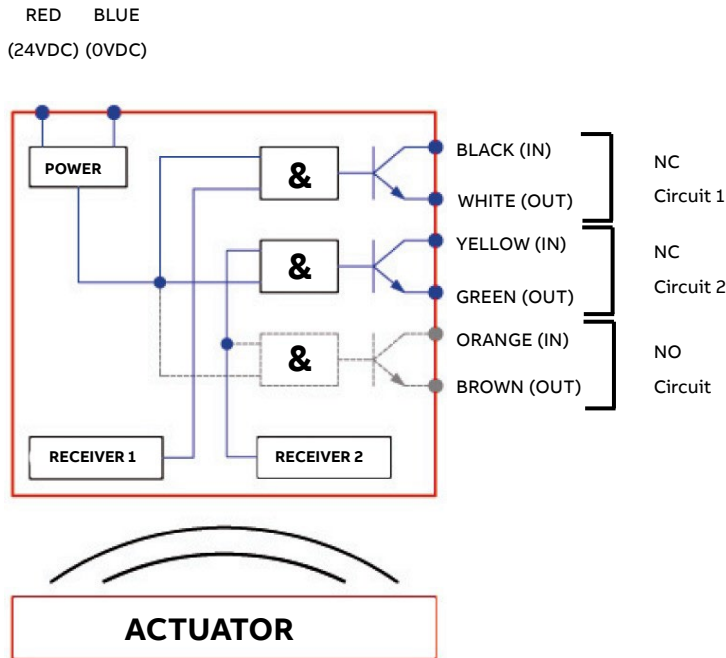 RED BLUE
(24VDC) (0VDC)
POWER
&
BLACK (IN)
WHITE (OUT)
NC
Circuit 1
&
YELLOW (IN)
GREEN (OUT)
NC
Circuit 2
&
ORANGE (IN)
BROWN (OUT)
NO
Circuit
RECEIVER 1
RECEIVER 2
ACTUATOR